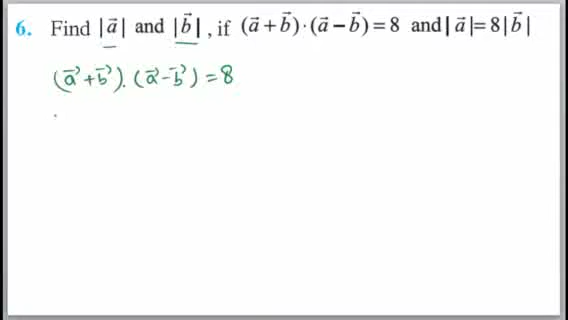 6. Find |a⃗| and |b⃗|, if (a⃗+b⃗)·(a⃗−b⃗)=8 and |a⃗|=8|b⃗|
(a⃗+b⃗).(a⃗−b⃗)=8